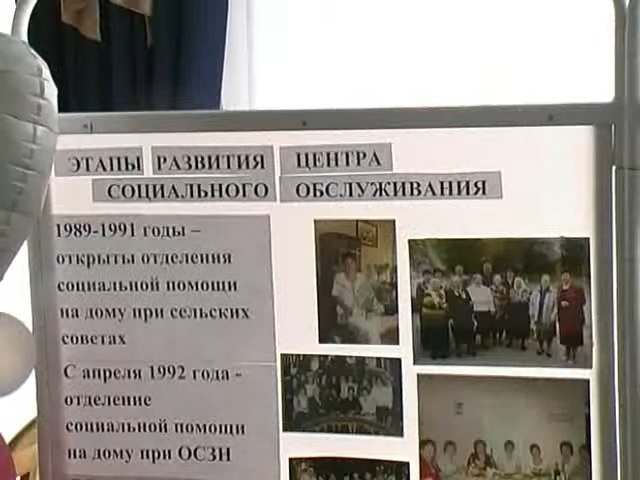 ЭТАПЫ РАЗВИТИЯ ЦЕНТРА
СОЦИАЛЬНОГО ОБСЛУЖИВАНИЯ
1989-1991 годы –
открыты отделения
социальной помощи
на дому при сельских
советах
С апреля 1992 года -
отделение
социальной помощи
на дому при ОСЗН